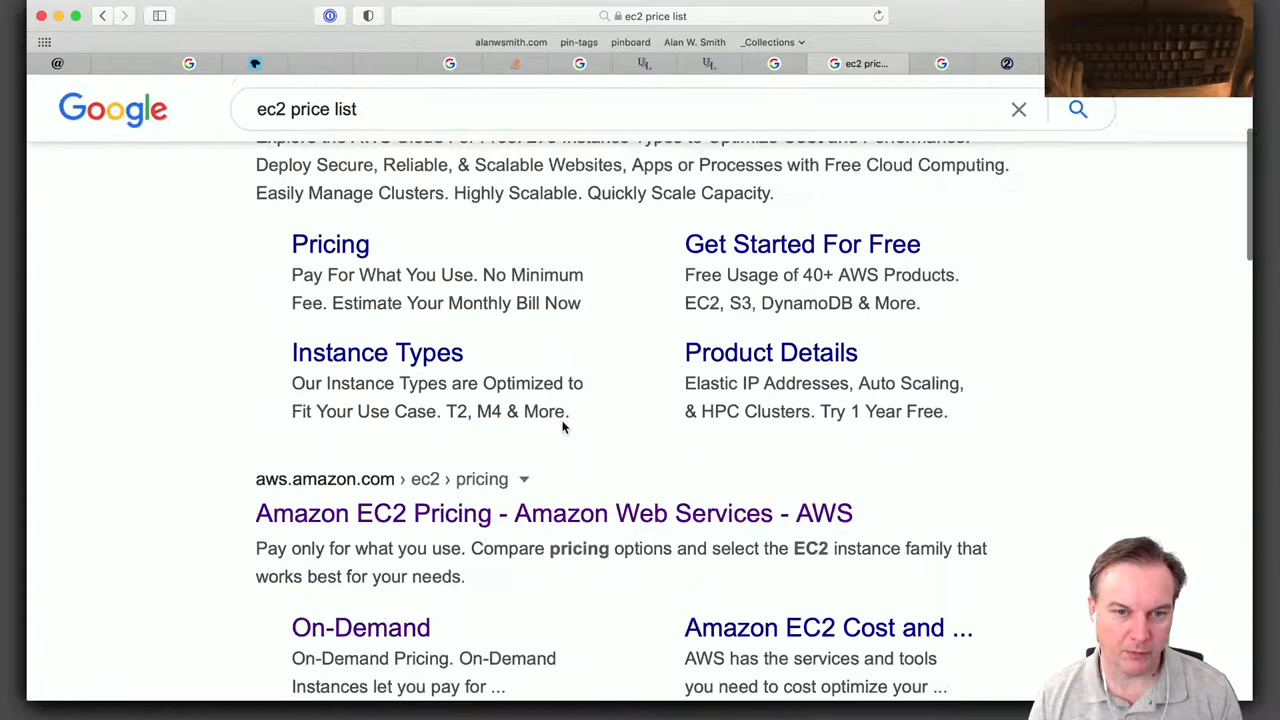 ec2 price list
alanwsmith.com pin-tags pinboard Alan W. Smith _Collections
ec2 pric...
Google
ec2 price list
Deploy Secure, Reliable, & Scalable Websites, Apps or Processes with Free Cloud Computing.
Easily Manage Clusters. Highly Scalable. Quickly Scale Capacity.
Pricing
Pay For What You Use. No Minimum
Fee. Estimate Your Monthly Bill Now
Get Started For Free
Free Usage of 40+ AWS Products.
EC2, S3, DynamoDB & More.
Instance Types
Our Instance Types are Optimized to
Fit Your Use Case. T2, M4 & More.
Product Details
Elastic IP Addresses, Auto Scaling,
& HPC Clusters. Try 1 Year Free.
aws.amazon.com › ec2 › pricing
Amazon EC2 Pricing - Amazon Web Services - AWS
Pay only for what you use. Compare pricing options and select the EC2 instance family that
works best for your needs.
On-Demand
On-Demand Pricing. On-Demand
Instances let you pay for ...
Amazon EC2 Cost and ...
AWS has the services and tools
you need to cost optimize your ...